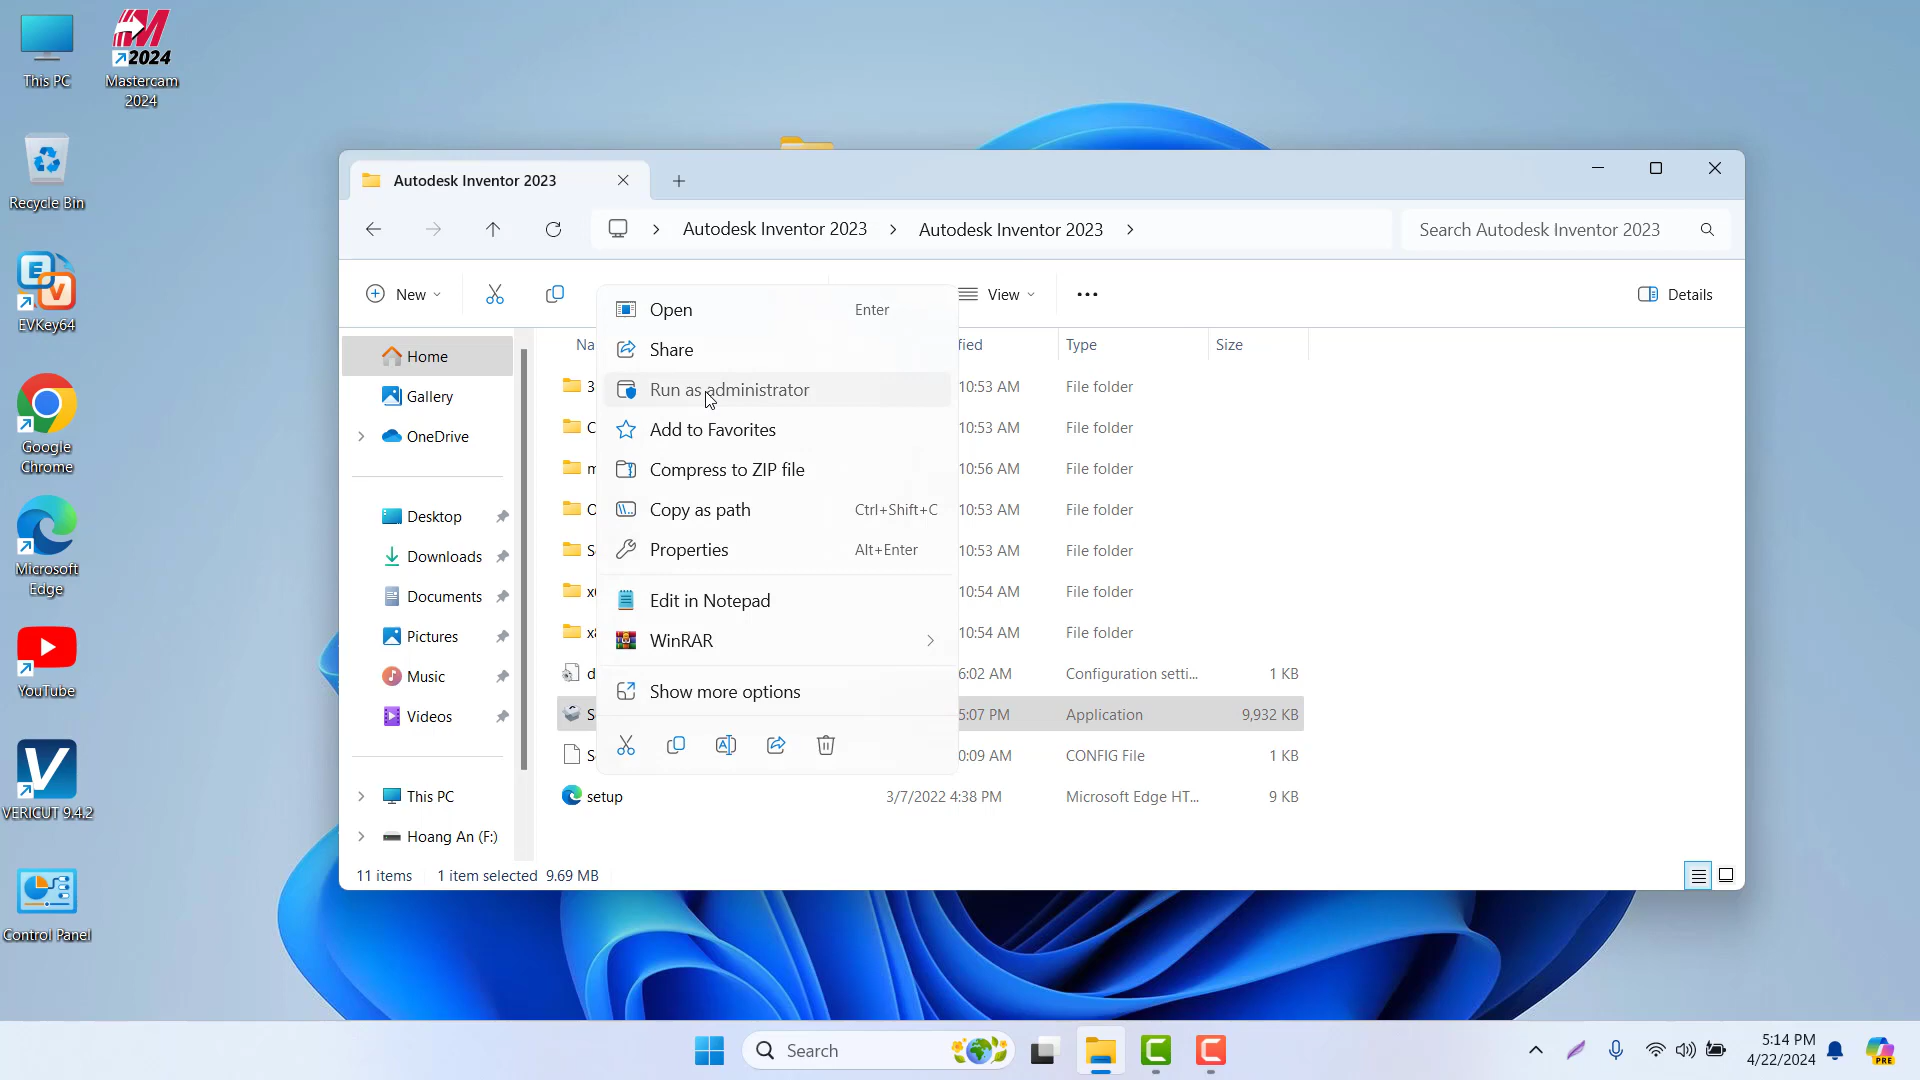 This PC
Mastercam
2024
Recycle Bin
EVKey64
Google
Chrome
Microsoft
Edge
YouTube
VERICUT 9.4.2
Control Panel
Autodesk Inventor 2023
Autodesk Inventor 2023 > Autodesk Inventor 2023 >
Search Autodesk Inventor 2023
New
View
Details
Home
Gallery
OneDrive
Desktop
Downloads
Documents
Pictures
Music
Videos
This PC
Hoang An (F:)
Na
fied
Type
Size
3
10:53 AM File folder
C
10:53 AM File folder
m
10:56 AM File folder
O
10:53 AM File folder
S
10:53 AM File folder
x
10:54 AM File folder
x
10:54 AM File folder
d
6:02 AM Configuration setti... 1 KB
S
5:07 PM Application 9,932 KB
S
0:09 AM CONFIG File 1 KB
setup 3/7/2022 4:38 PM Microsoft Edge HT... 9 KB
Open Enter
Share
Run as administrator
Add to Favorites
Compress to ZIP file
Copy as path Ctrl+Shift+C
Properties Alt+Enter
Edit in Notepad
WinRAR
Show more options
11 items 1 item selected 9.69 MB
Search
5:14 PM
4/22/2024
PRE